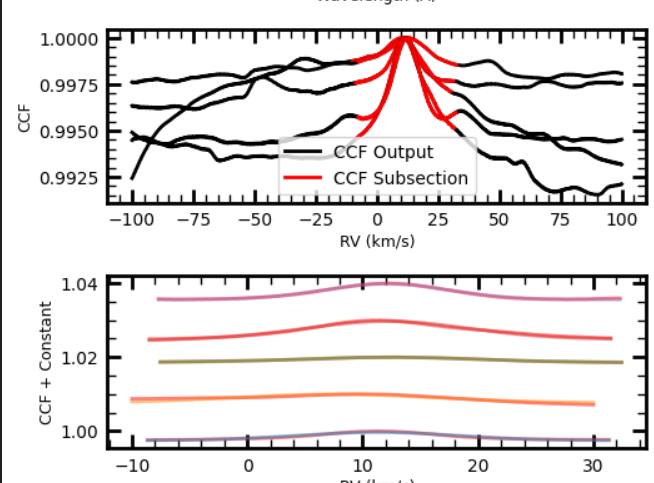 1.0000
0.9975
0.9950
0.9925
CCF
CCF Output
CCF Subsection
−100 −75 −50 −25 0 25 50 75 100
RV (km/s)
1.04
1.02
1.00
CCF + Constant
−10 0 10 20 30